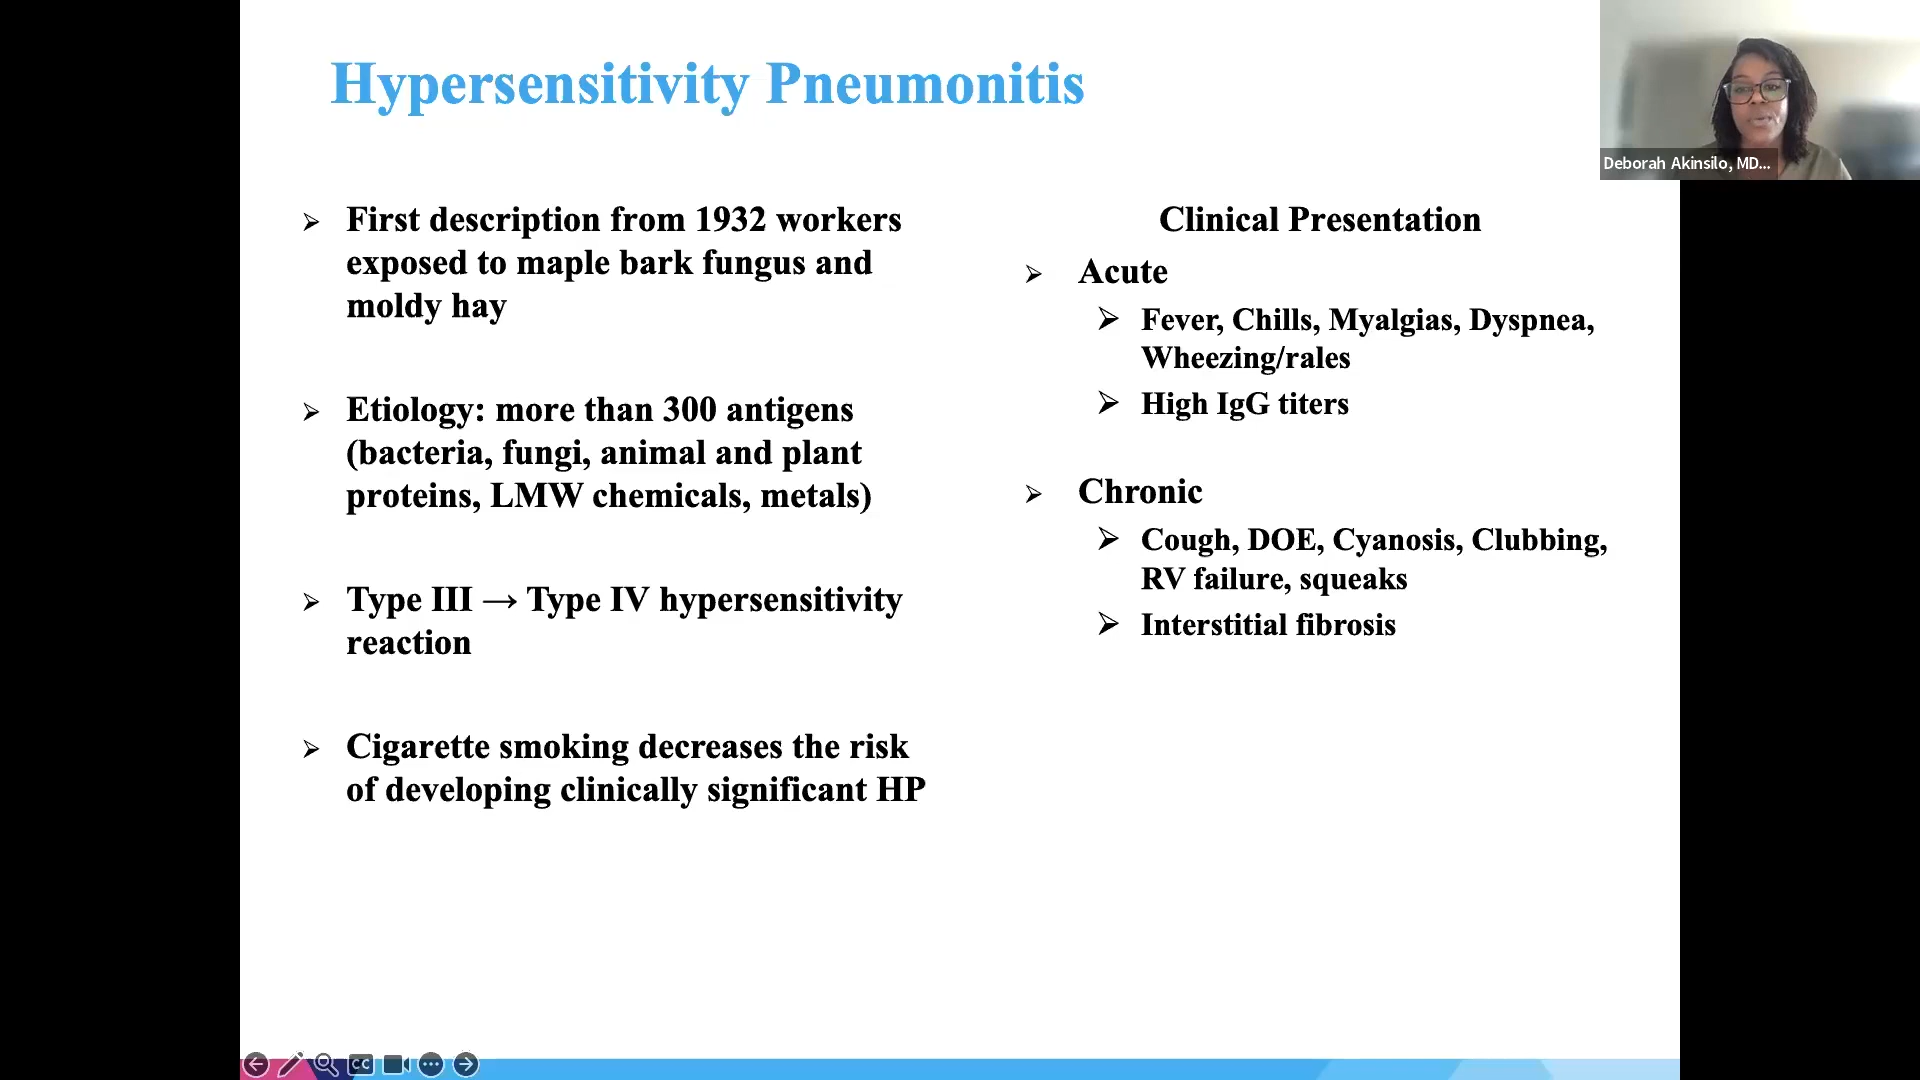 Hypersensitivity Pneumonitis
Deborah Akinsilo, MD...
➢ First description from 1932 workers
exposed to maple bark fungus and
moldy hay
➢ Etiology: more than 300 antigens
(bacteria, fungi, animal and plant
proteins, LMW chemicals, metals)
➢ Type III → Type IV hypersensitivity
reaction
➢ Cigarette smoking decreases the risk
of developing clinically significant HP
Clinical Presentation
➢ Acute
➢ Fever, Chills, Myalgias, Dyspnea,
Wheezing/rales
➢ High IgG titers
➢ Chronic
➢ Cough, DOE, Cyanosis, Clubbing,
RV failure, squeaks
➢ Interstitial fibrosis
CC